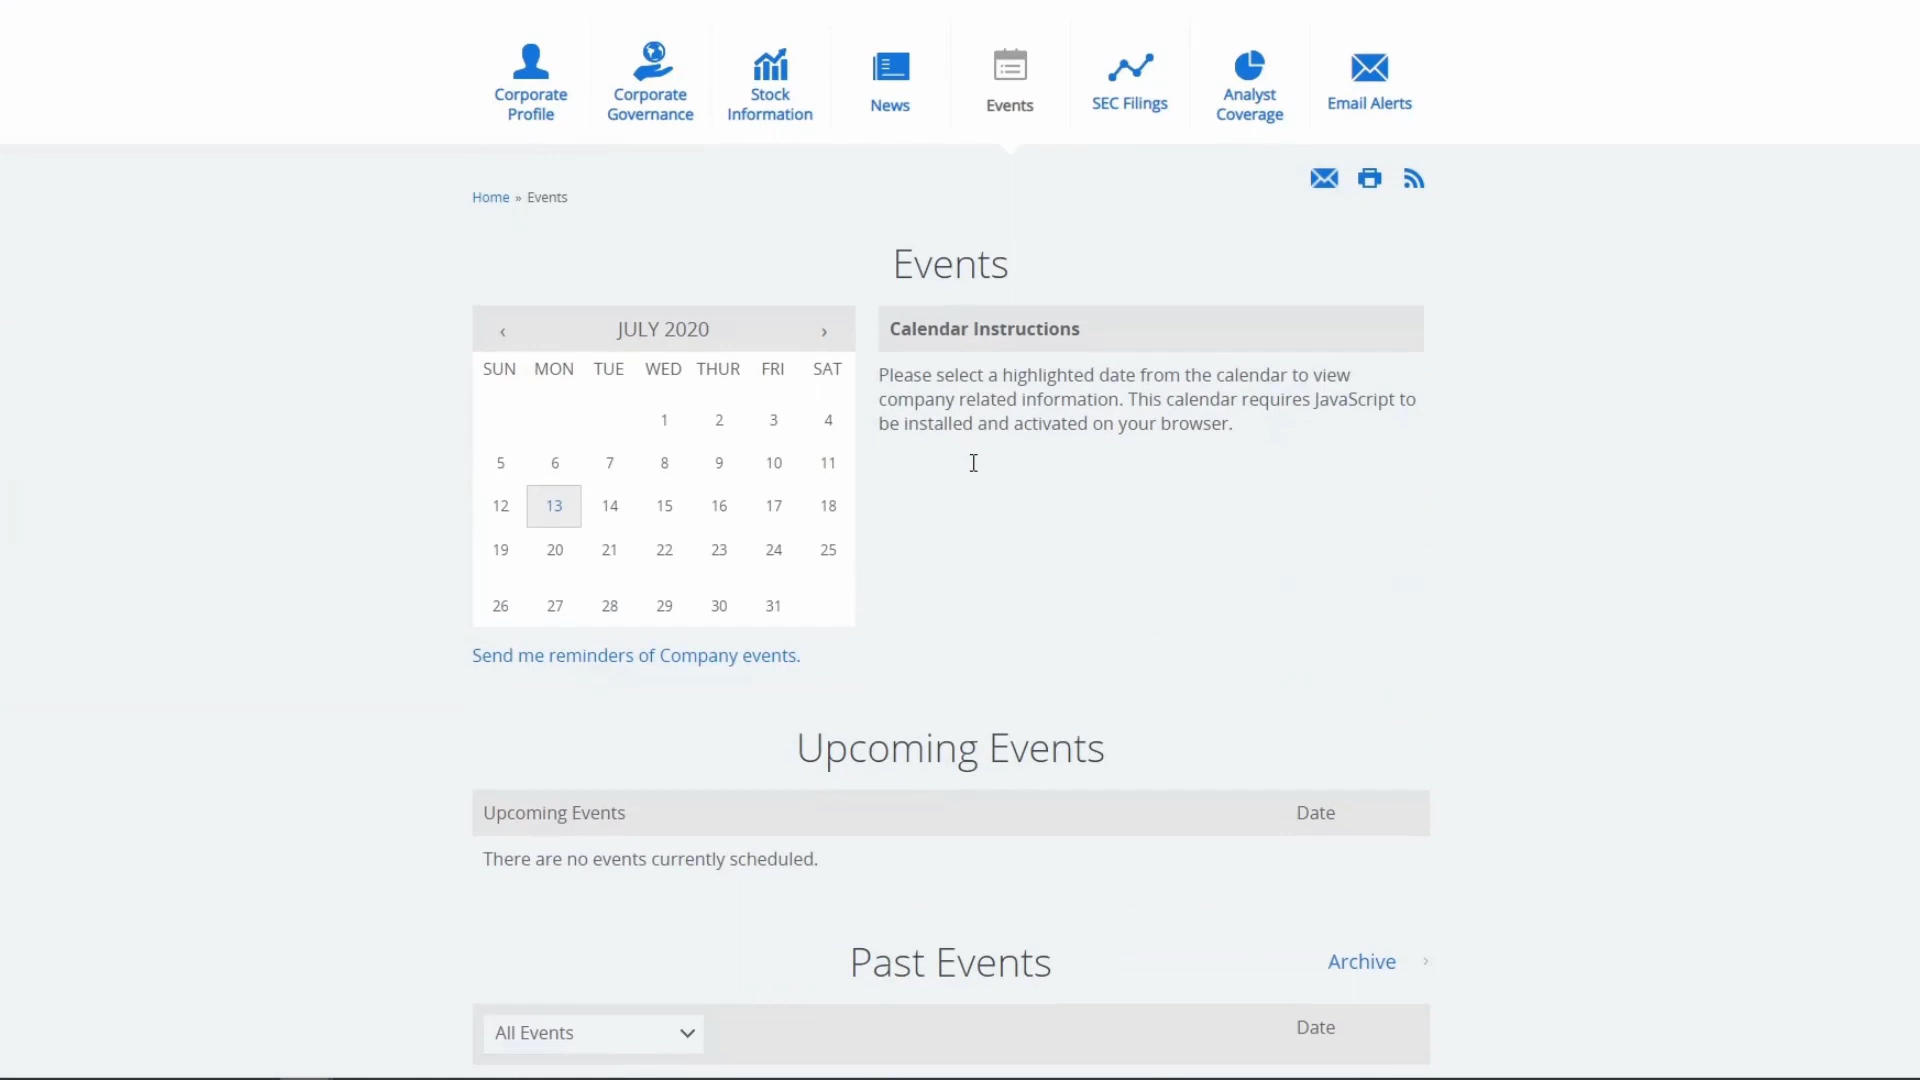 Corporate Profile
Corporate Governance
Stock Information
News
Events
SEC Filings
Analyst Coverage
Email Alerts
Home » Events
Events
‹ JULY 2020 ›
SUN MON TUE WED THUR FRI SAT
1 2 3 4
5 6 7 8 9 10 11
12 13 14 15 16 17 18
19 20 21 22 23 24 25
26 27 28 29 30 31
Send me reminders of Company events.
Calendar Instructions
Please select a highlighted date from the calendar to view
company related information. This calendar requires JavaScript to
be installed and activated on your browser.
Upcoming Events
Upcoming Events Date
There are no events currently scheduled.
Past Events
Archive ›
All Events Date